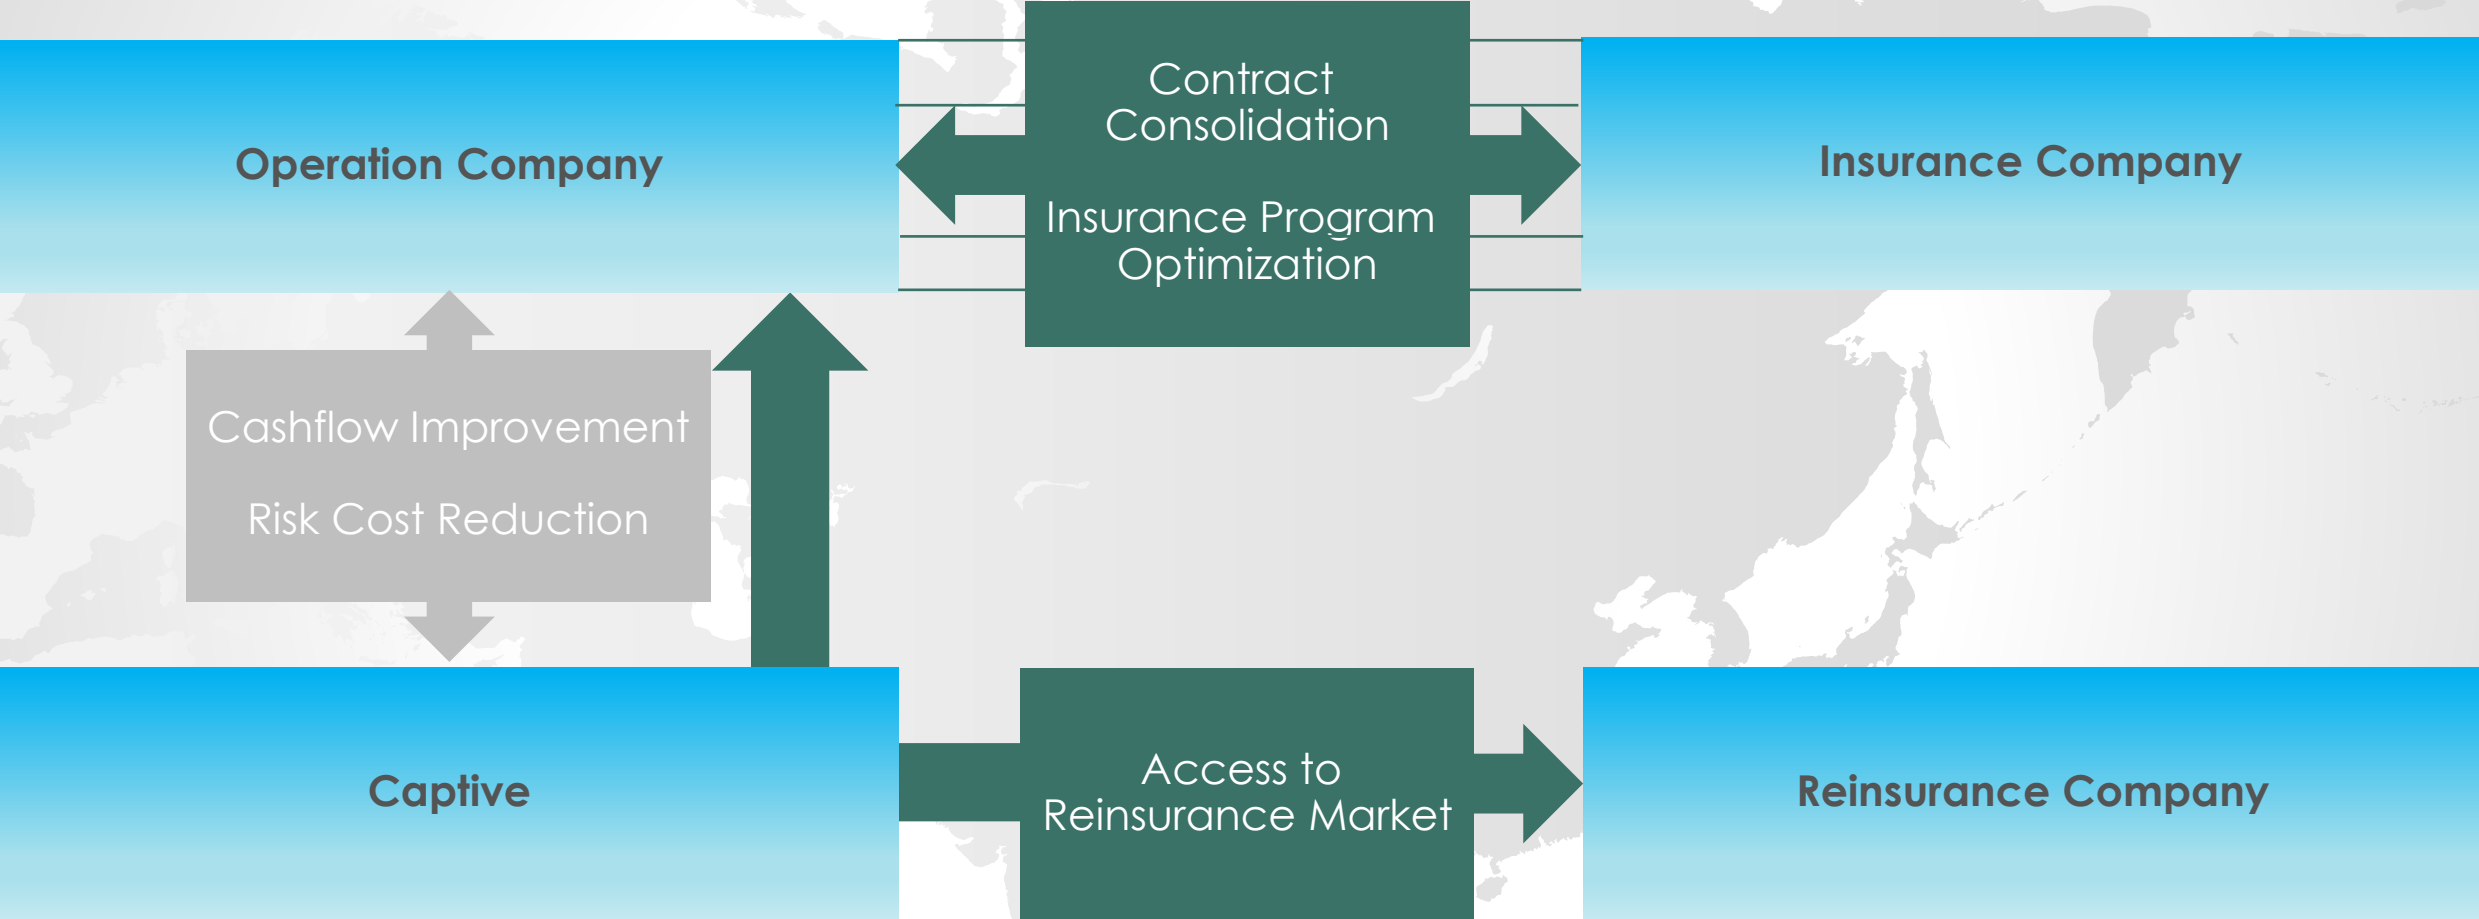 Contract
Consolidation
Operation Company
Insurance Company
Insurance Program
Optimization
Cashflow Improvement
Risk Cost Reduction
Captive
Access to
Reinsurance Market
Reinsurance Company